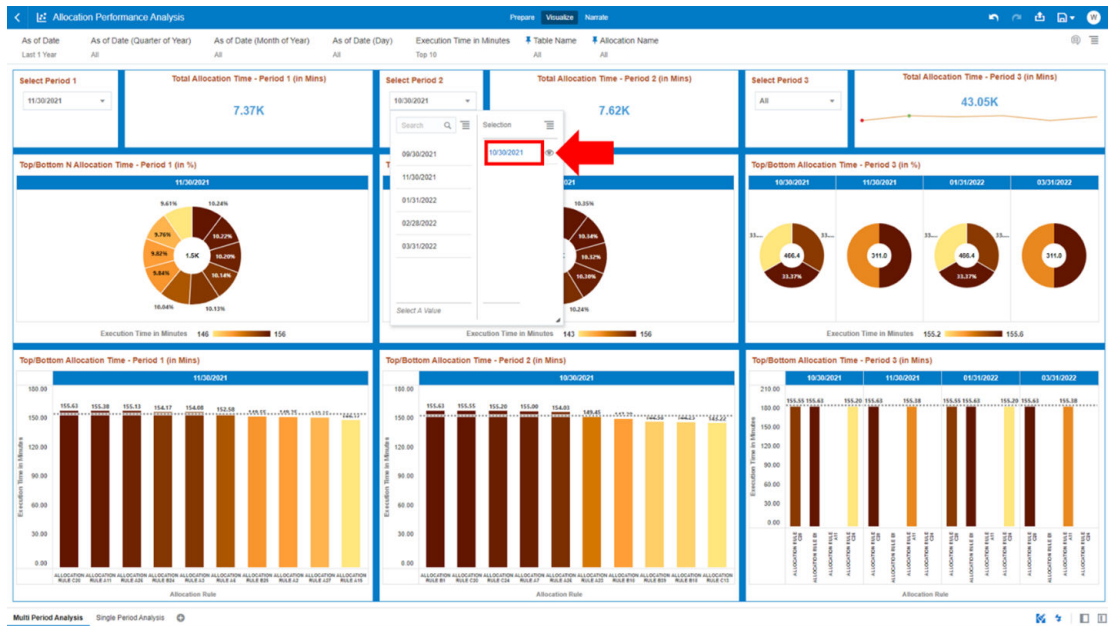 Allocation Performance Analysis
Prepare Visualize Narrate
W
As of Date As of Date (Quarter of Year) As of Date (Month of Year) As of Date (Day) Execution Time in Minutes Table Name Allocation Name
Last 1 Year All All All Top 10 All All
Select Period 1
11/30/2021
Total Allocation Time - Period 1 (in Mins)
7.37K
Select Period 2
10/30/2021
Total Allocation Time - Period 2 (in Mins)
7.62K
Select Period 3
All
Total Allocation Time - Period 3 (in Mins)
43.05K
Search
Selection
10/30/2021
09/30/2021
11/30/2021
01/31/2022
02/28/2022
03/31/2022
Select A Value
Top/Bottom N Allocation Time - Period 1 (in %)
11/30/2021
9.61% 10.24%
9.76% 10.22%
9.82% 1.5K 10.20%
9.84% 10.14%
10.04% 10.13%
Execution Time in Minutes 146 156
T
021
10.35%
10.34%
10.32%
10.24%
Execution Time in Minutes 143 156
Top/Bottom Allocation Time - Period 3 (in %)
10/30/2021 11/30/2021 01/31/2022 03/31/2022
33.... 33.... 33.... 33....
466.4 311.0 466.4 311.0
33.37% 33.37%
Execution Time in Minutes 155.2 155.6
Top/Bottom Allocation Time - Period 1 (in Mins)
11/30/2021
180.00
155.63 155.38 155.13 154.17 154.08 152.58
150.00
120.00
90.00
60.00
30.00
0.00
Execution Time in Minutes
Allocation Rule
Top/Bottom Allocation Time - Period 2 (in Mins)
10/30/2021
180.00
155.63 155.55 155.20 155.00 154.03 149.45
150.00
120.00
90.00
60.00
30.00
0.00
Execution Time in Minutes
Allocation Rule
Top/Bottom Allocation Time - Period 3 (in Mins)
10/30/2021 11/30/2021 01/31/2022 03/31/2022
210.00
155.55 155.63 155.20 155.63 155.38 155.55 155.63 155.20 155.63 155.38
180.00
150.00
120.00
90.00
60.00
30.00
0.00
Execution Time in Minutes
Allocation Rule
Multi Period Analysis Single Period Analysis